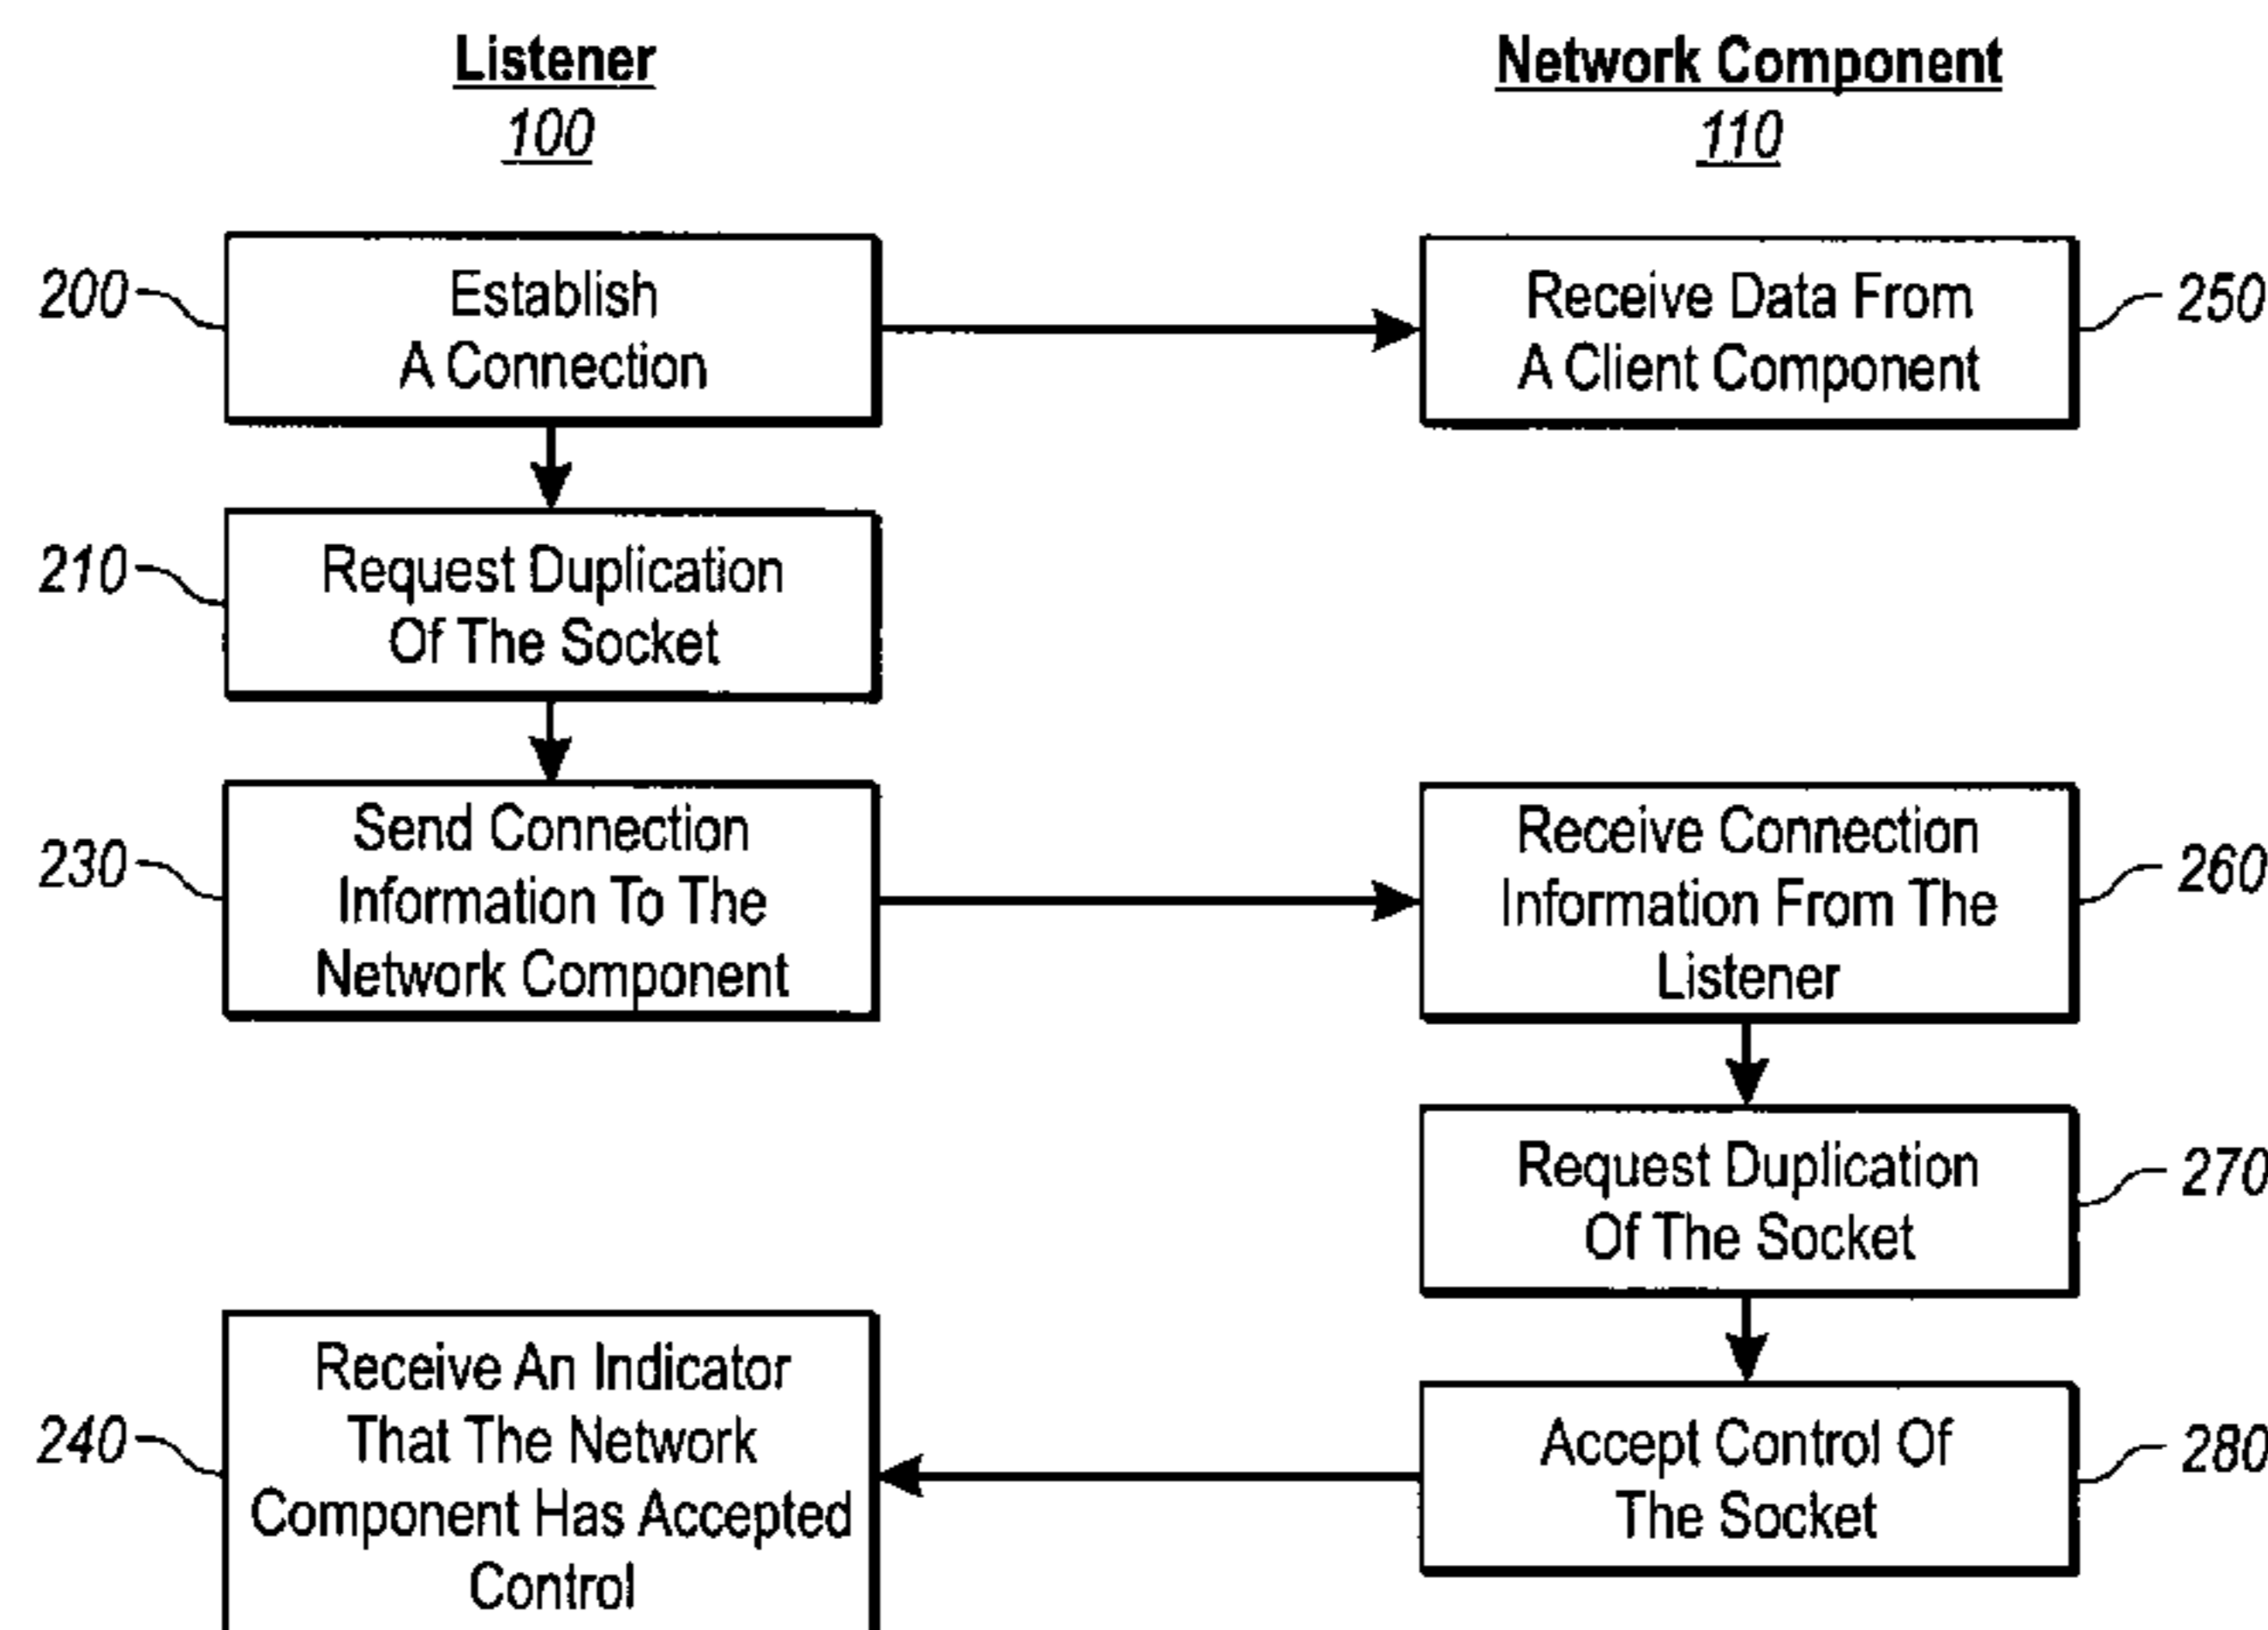 Listener
100
Network Component
110
200
Establish
A Connection
Receive Data From
A Client Component
250
210
Request Duplication
Of The Socket
230
Send Connection
Information To The
Network Component
Receive Connection
Information From The
Listener
260
Request Duplication
Of The Socket
270
240
Receive An Indicator
That The Network
Component Has Accepted
Control
Accept Control Of
The Socket
280